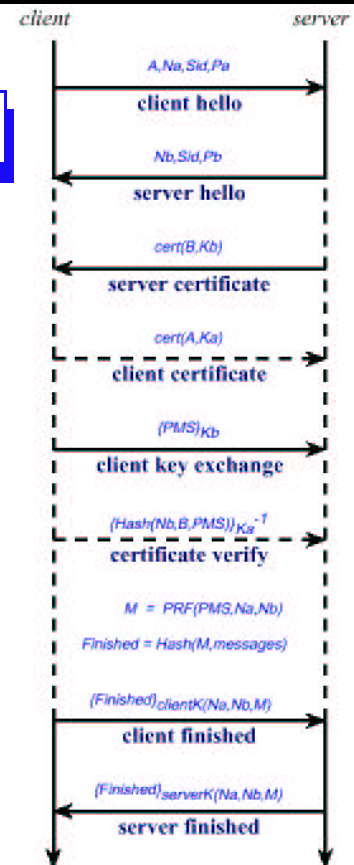 client server
A,Na,Sid,Pa
client hello
Nb,Sid,Pb
server hello
cert(B,Kb)
server certificate
cert(A,Ka)
client certificate
{PMS}Kb
client key exchange
{Hash(Nb,B,PMS)}Ka-1
certificate verify
M = PRF(PMS,Na,Nb)
Finished = Hash(M,messages)
{Finished}clientK(Na,Nb,M)
client finished
{Finished}serverK(Na,Nb,M)
server finished